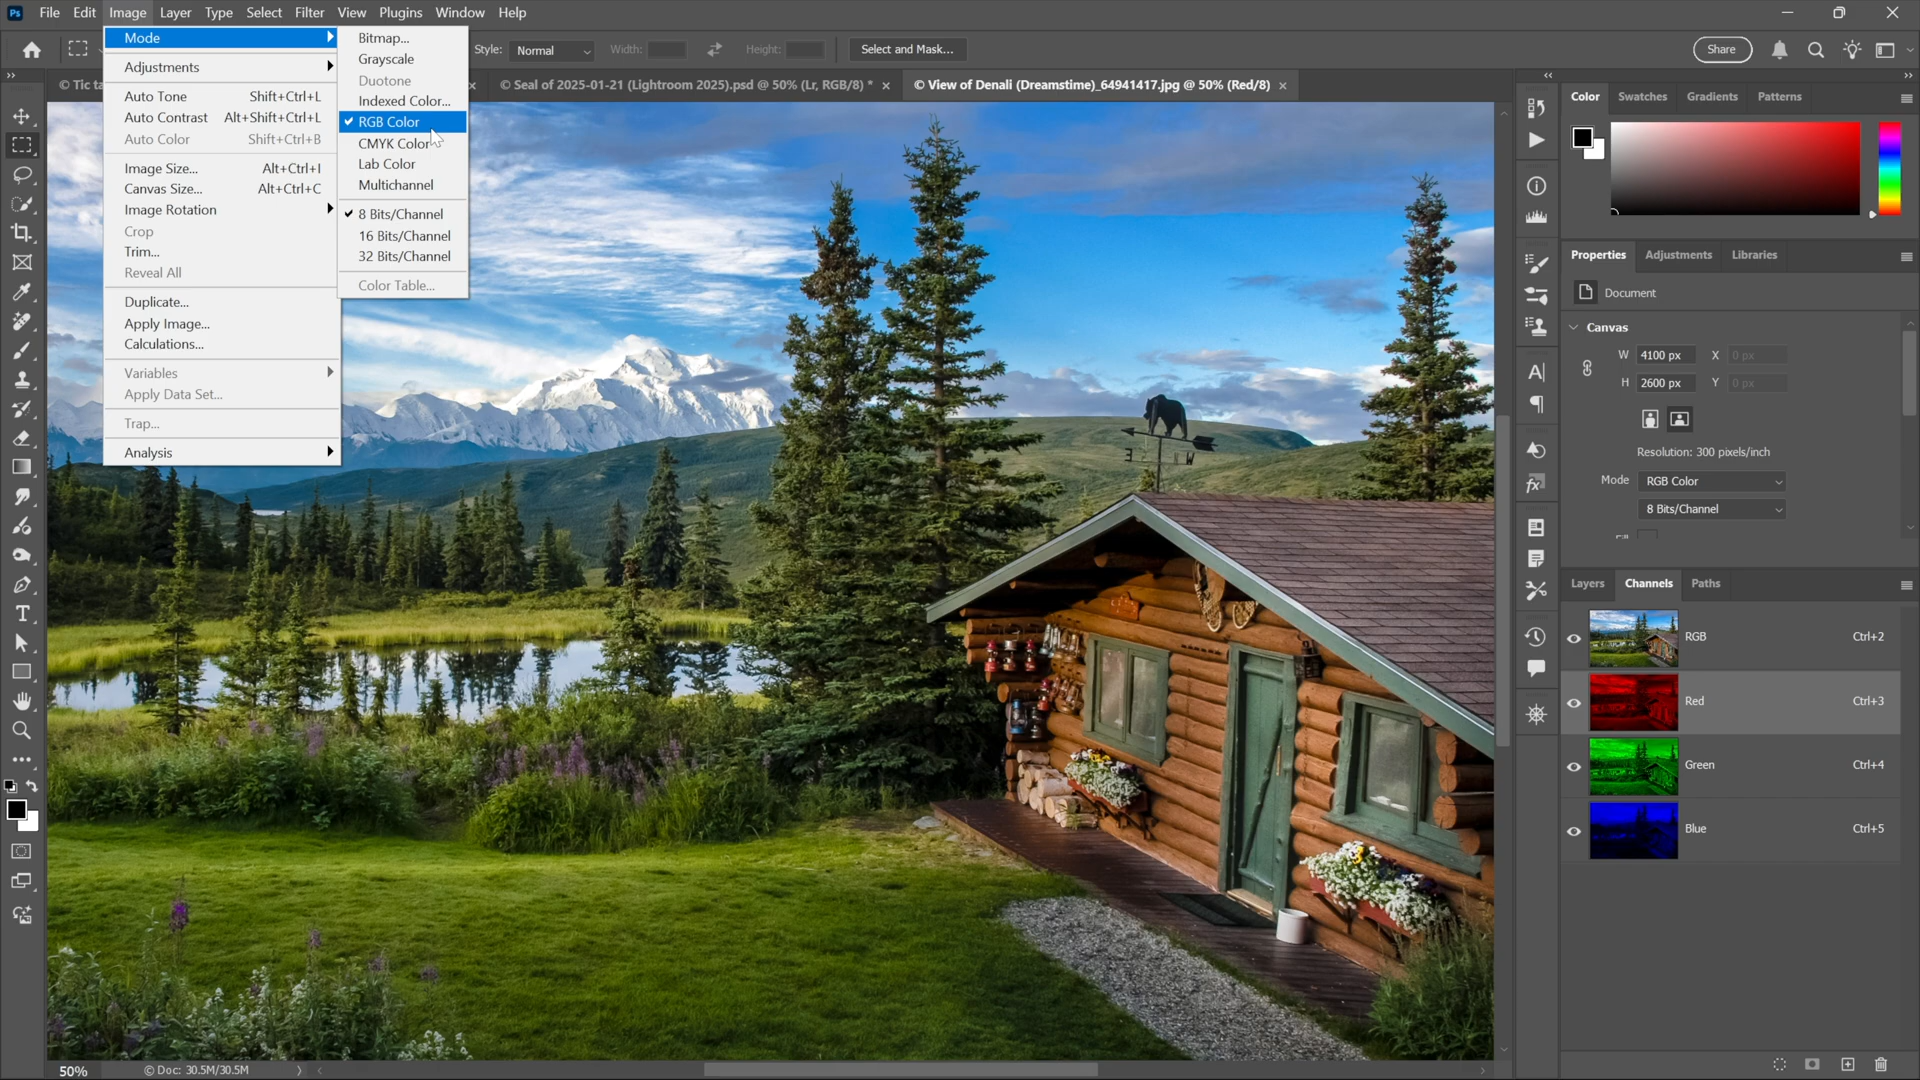 Ps File Edit Image Layer Type Select Filter View Plugins Window Help
Style: Normal Width: Height: Select and Mask... Share
© Tic ta
© Seal of 2025-01-21 (Lightroom 2025).psd @ 50% (Lr, RGB/8) *
© View of Denali (Dreamstime)_64941417.jpg @ 50% (Red/8)
Mode
Adjustments
Auto Tone Shift+Ctrl+L
Auto Contrast Alt+Shift+Ctrl+L
Auto Color Shift+Ctrl+B
Image Size... Alt+Ctrl+I
Canvas Size... Alt+Ctrl+C
Image Rotation
Crop
Trim...
Reveal All
Duplicate...
Apply Image...
Calculations...
Variables
Apply Data Set...
Trap...
Analysis
Bitmap...
Grayscale
Duotone
Indexed Color...
RGB Color
CMYK Color
Lab Color
Multichannel
8 Bits/Channel
16 Bits/Channel
32 Bits/Channel
Color Table...
E N W
Color Swatches Gradients Patterns
Properties Adjustments Libraries
Document
Canvas
W 4100 px X 0 px
H 2600 px Y 0 px
Resolution: 300 pixels/inch
Mode RGB Color
8 Bits/Channel
Layers Channels Paths
RGB Ctrl+2
Red Ctrl+3
Green Ctrl+4
Blue Ctrl+5
50% © Doc: 30.5M/30.5M